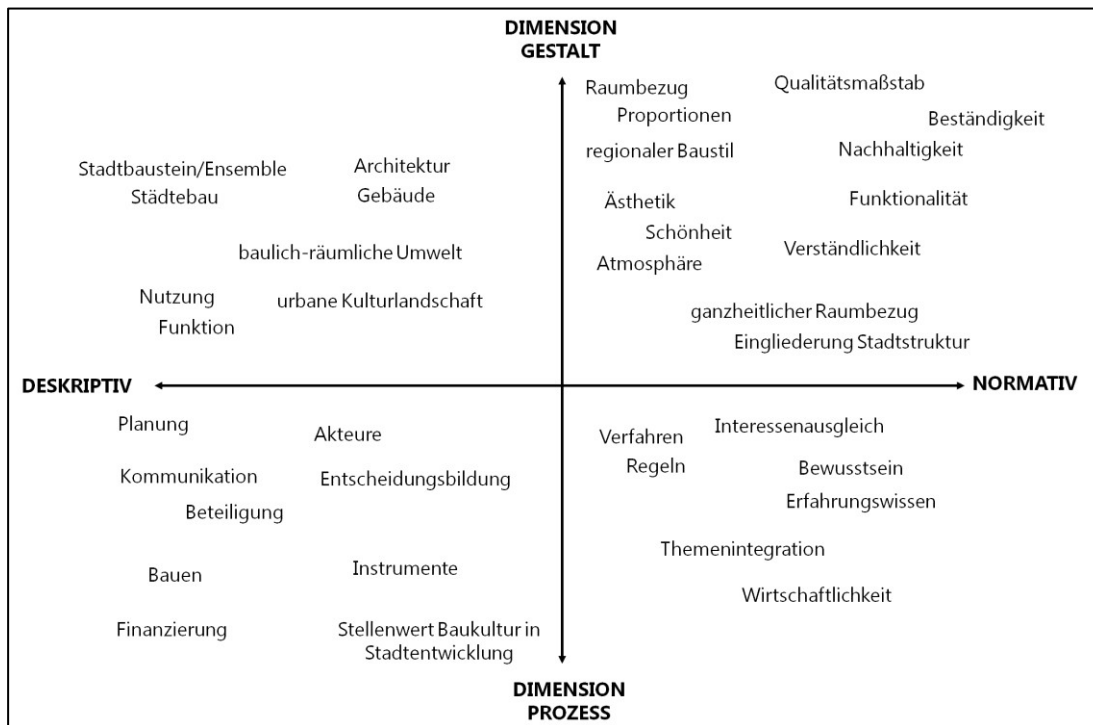 DIMENSION
GESTALT
Raumbezug
Qualitätsmaßstab
Proportionen
Beständigkeit
regionaler Baustil
Nachhaltigkeit
Stadtbaustein/Ensemble
Architektur
Städtebau
Gebäude
Ästhetik
Funktionalität
Schönheit
Verständlichkeit
Atmosphäre
baulich-räumliche Umwelt
Nutzung
urbane Kulturlandschaft
Funktion
ganzheitlicher Raumbezug
Eingliederung Stadtstruktur
DESKRIPTIV
NORMATIV
Planung
Akteure
Kommunikation
Entscheidungsbildung
Beteiligung
Bauen
Instrumente
Finanzierung
Stellenwert Baukultur in
Stadtentwicklung
Verfahren
Interessenausgleich
Regeln
Bewusstsein
Erfahrungswissen
Themenintegration
Wirtschaftlichkeit
DIMENSION
PROZESS